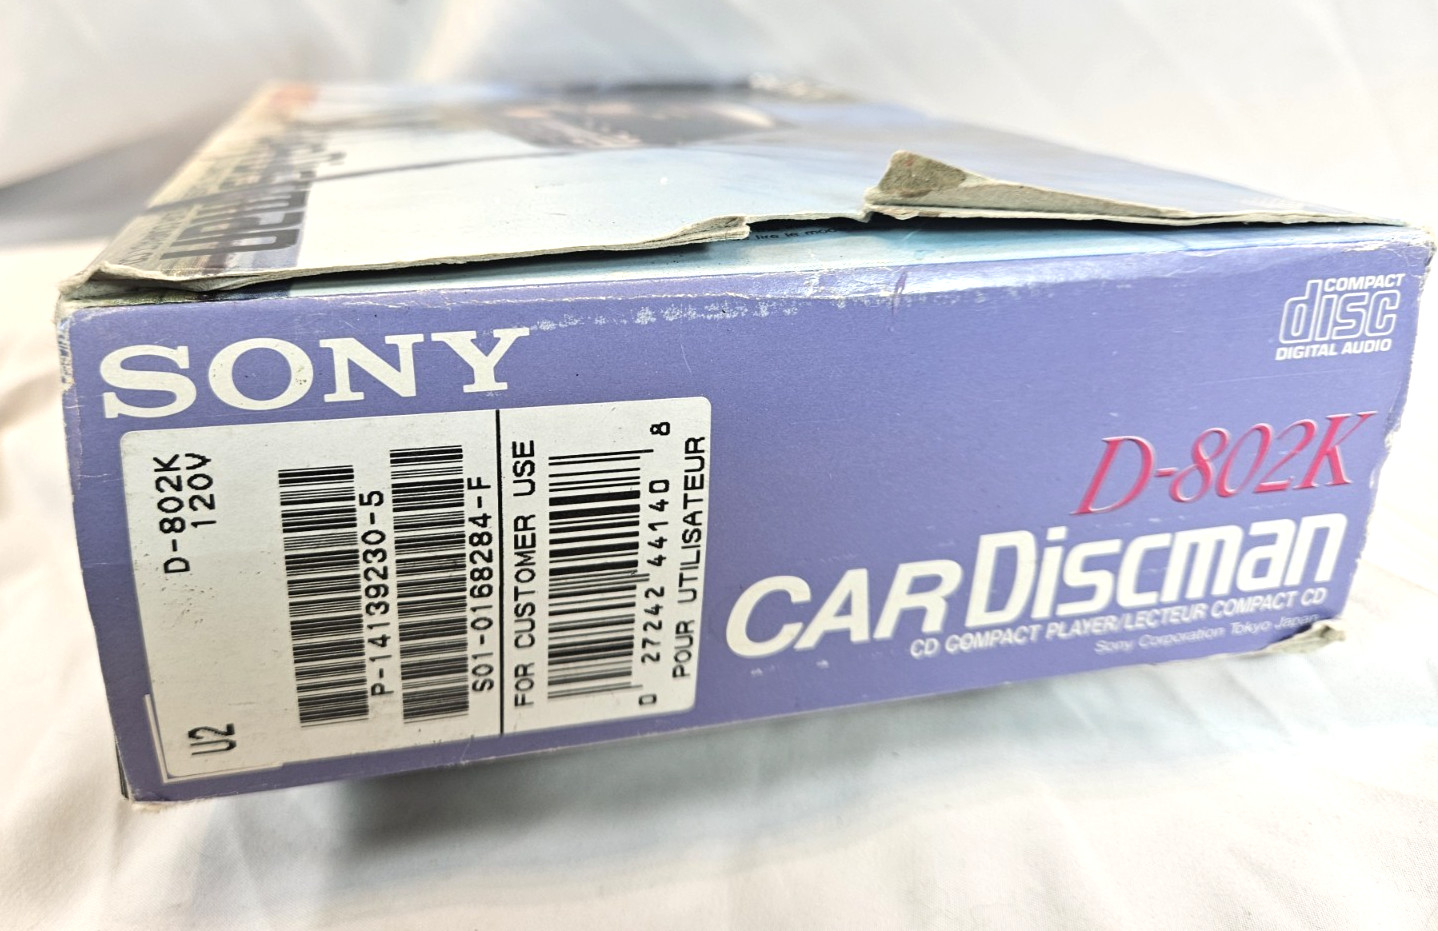 SONY
COMPACT
disc
DIGITAL AUDIO
D-802K
120V
U2
P-14139230-5
S01-0168284-F
FOR CUSTOMER USE
0 27242 44140 8
POUR UTILISATEUR
D-802K
CAR Discman
CD COMPACT PLAYER/LECTEUR COMPACT CD
Sony Corporation Tokyo Japan